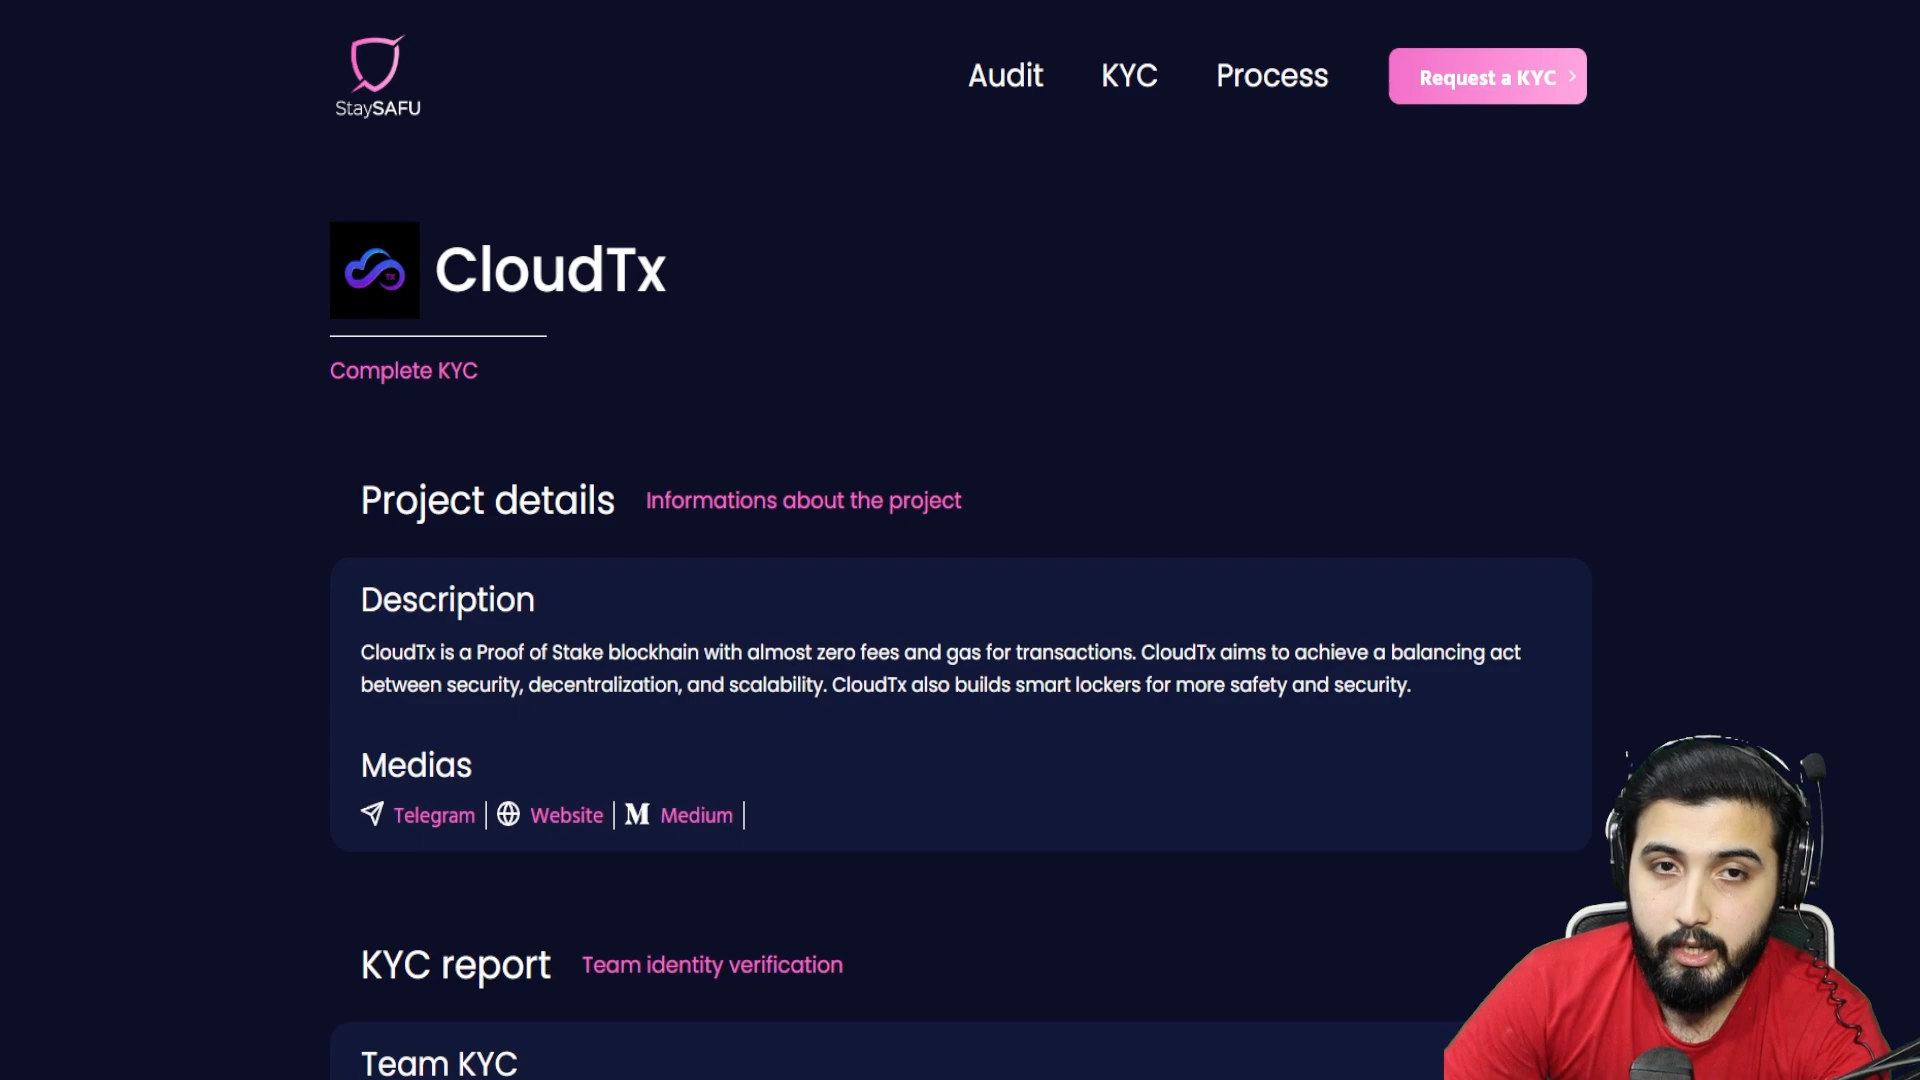 StaySAFU
Audit
KYC
Process
Request a KYC
TX
CloudTx
Complete KYC
Project details
Informations about the project
Description
CloudTx is a Proof of Stake blockhain with almost zero fees and gas for transactions. CloudTx aims to achieve a balancing act
between security, decentralization, and scalability. CloudTx also builds smart lockers for more safety and security.
Medias
Telegram | Website | M Medium |
KYC report
Team identity verification
Team KYC